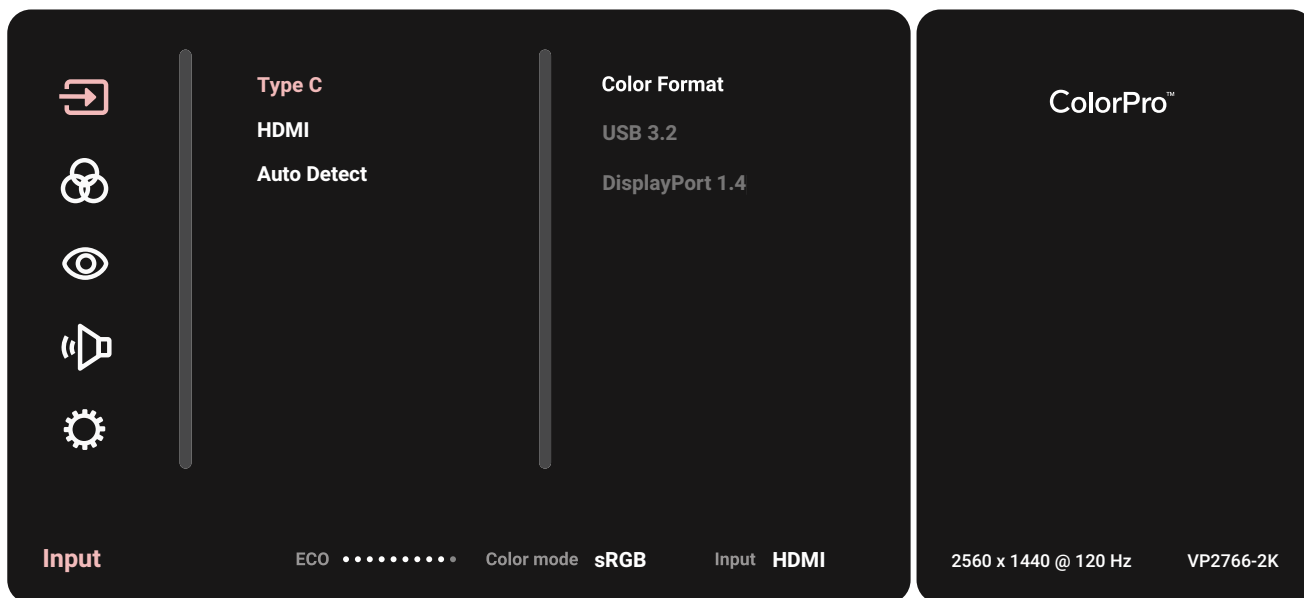 Type C
HDMI
Auto Detect
Color Format
USB 3.2
DisplayPort 1.4
ColorPro™
Input
ECO
Color mode sRGB
Input HDMI
2560 x 1440 @ 120 Hz
VP2766-2K